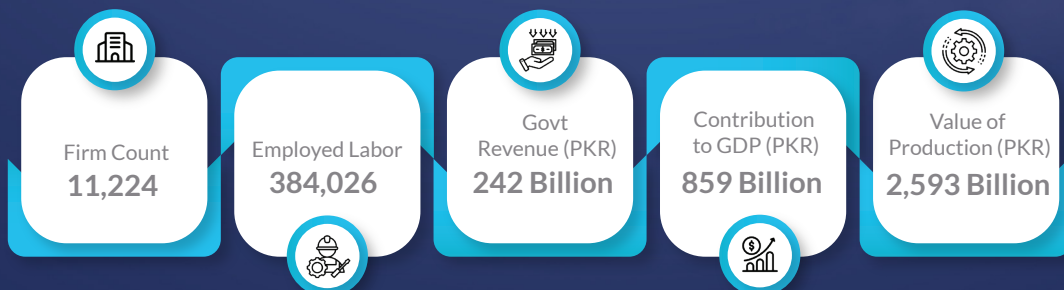 Firm Count
11,224
Employed Labor
384,026
Govt
Revenue (PKR)
242 Billion
Contribution
to GDP (PKR)
859 Billion
Value of
Production (PKR)
2,593 Billion